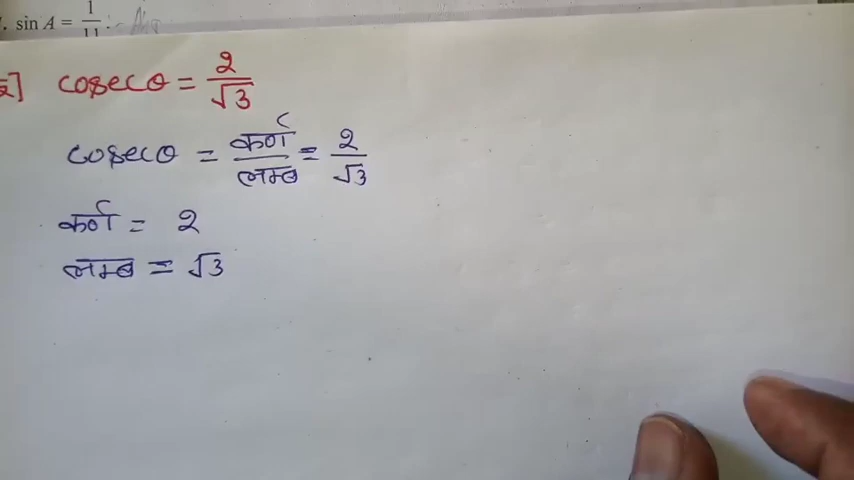 sin A = 1/11.
2] cosecθ = 2/√3
cosecθ = कर्ण/लम्ब = 2/√3
कर्ण = 2
लम्ब = √3